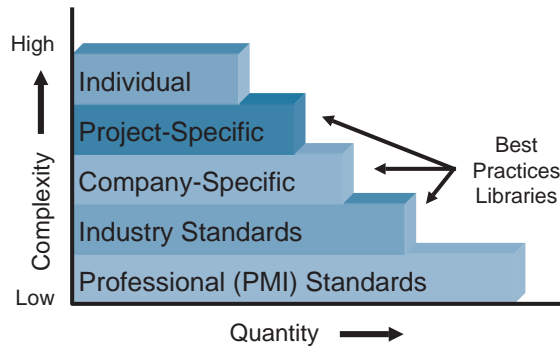 High
Individual
Project-Specific
Best
Practices
Libraries
Company-Specific
Complexity
Industry Standards
Professional (PMI) Standards
Low
Quantity